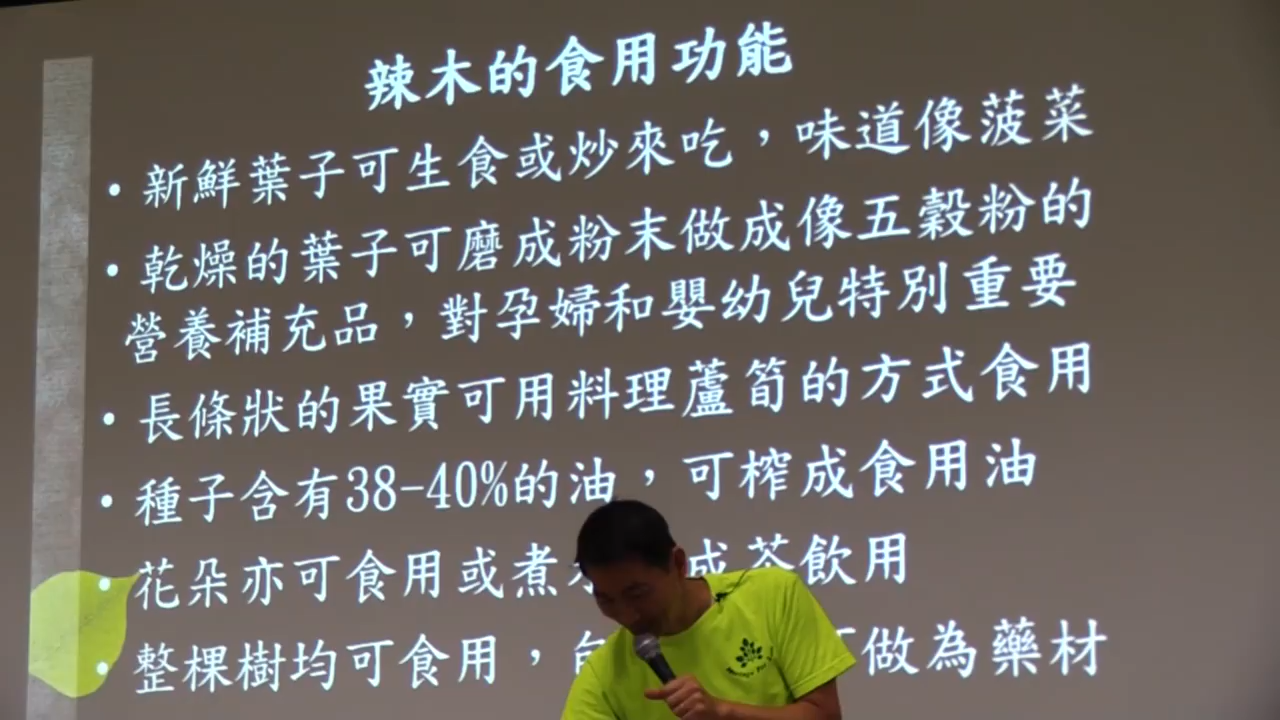 辣木的食用功能
• 新鮮葉子可生食或炒來吃，味道像菠菜
• 乾燥的葉子可磨成粉末做成像五穀粉的
營養補充品，對孕婦和嬰幼兒特別重要
• 長條狀的果實可用料理蘆筍的方式食用
• 種子含有38-40%的油，可榨成食用油
• 花朵亦可食用或煮 成茶飲用
• 整棵樹均可食用， 做為藥材